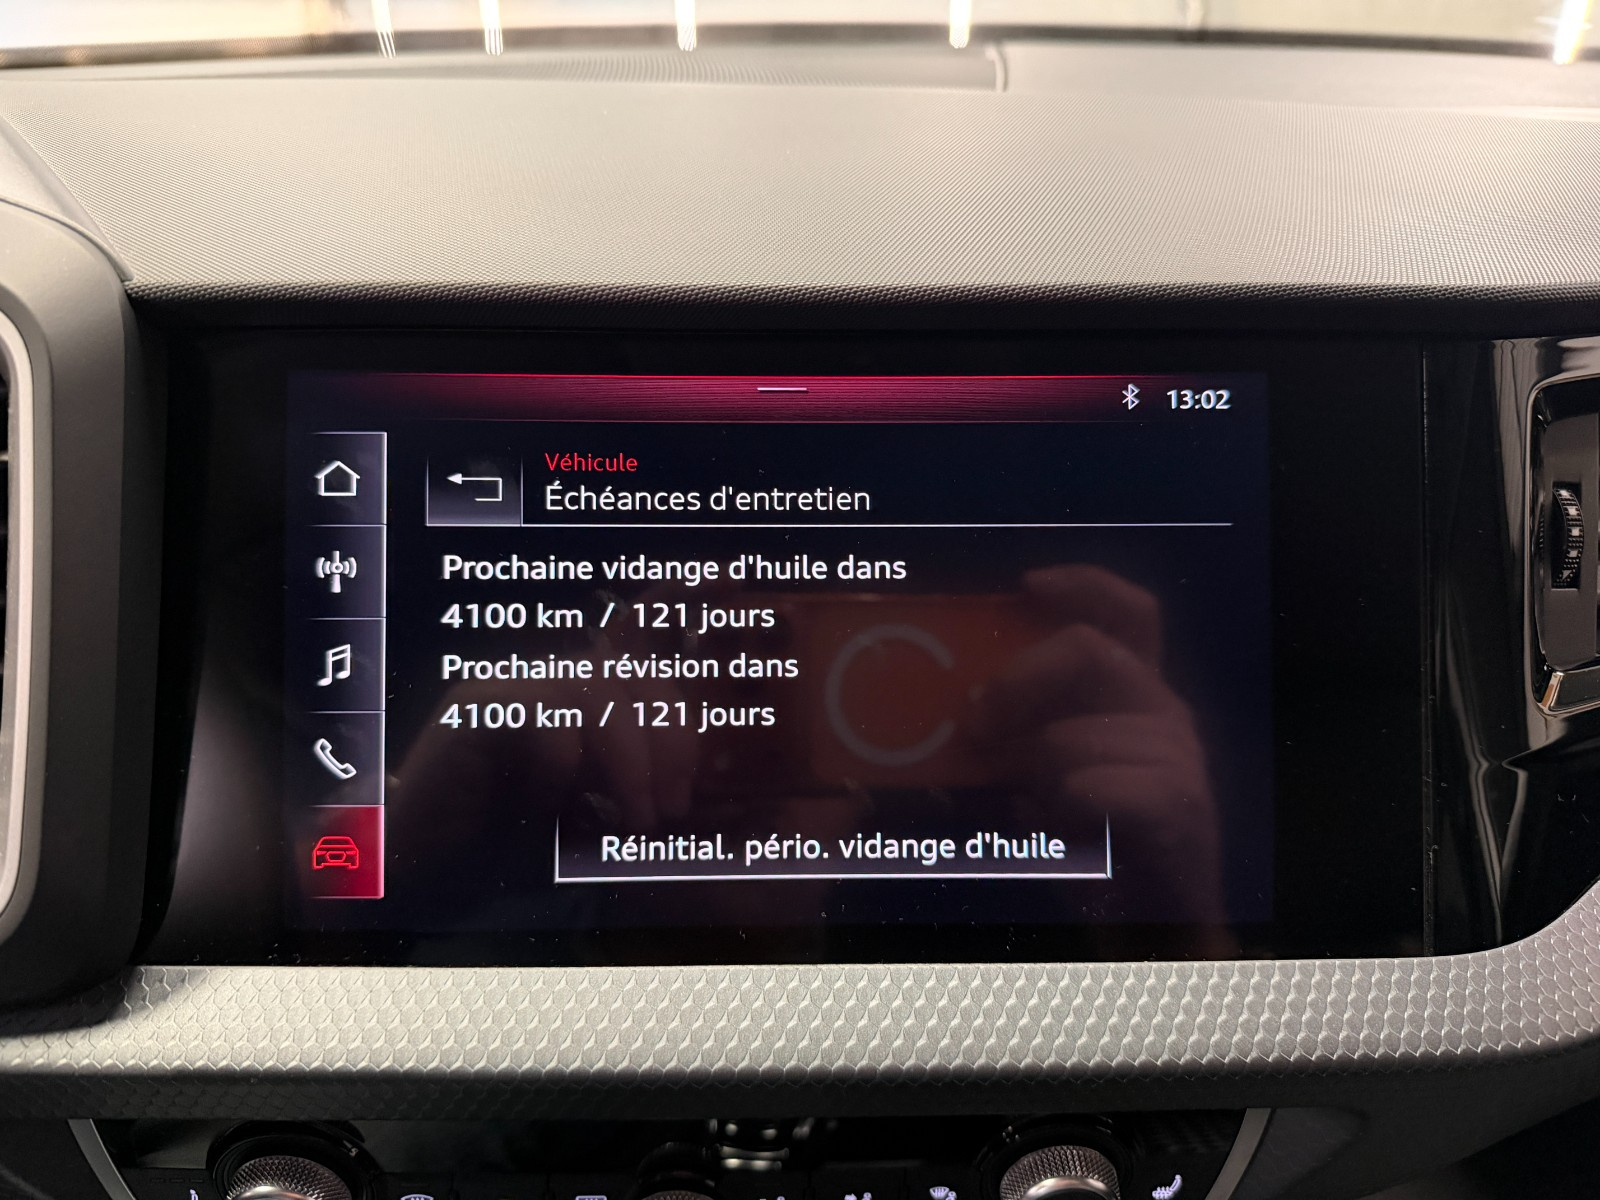 13:02
Véhicule
Échéances d'entretien
Prochaine vidange d'huile dans
4100 km / 121 jours
Prochaine révision dans
4100 km / 121 jours
Réinitial. pério. vidange d'huile